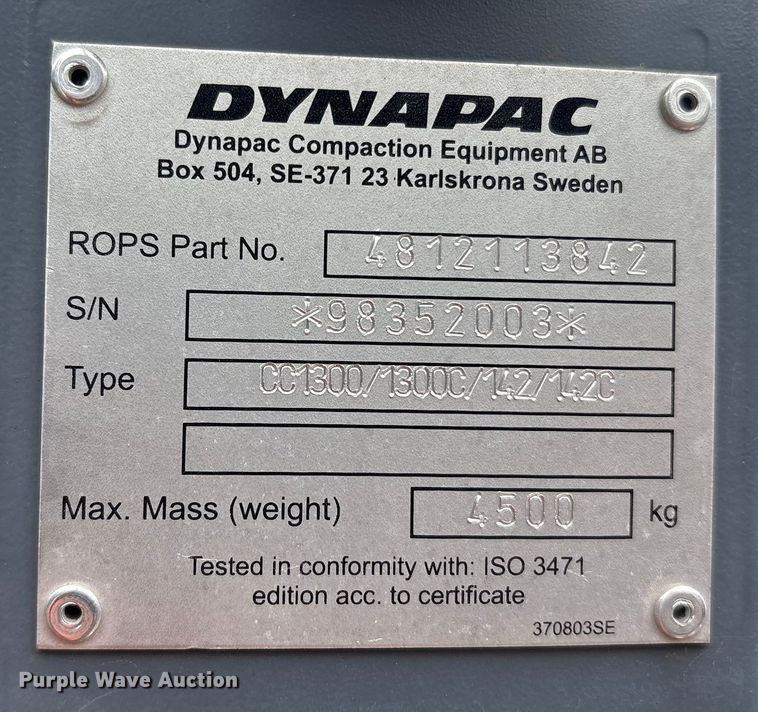 DYNAPAC
Dynapac Compaction Equipment AB
Box 504, SE-371 23 Karlskrona Sweden
ROPS Part No. 4812113842
S/N *98352003*
Type CC1300/1300C/142/142C
Max. Mass (weight) 4500 kg
Tested in conformity with: ISO 3471
edition acc. to certificate
370803SE
Purple Wave Auction